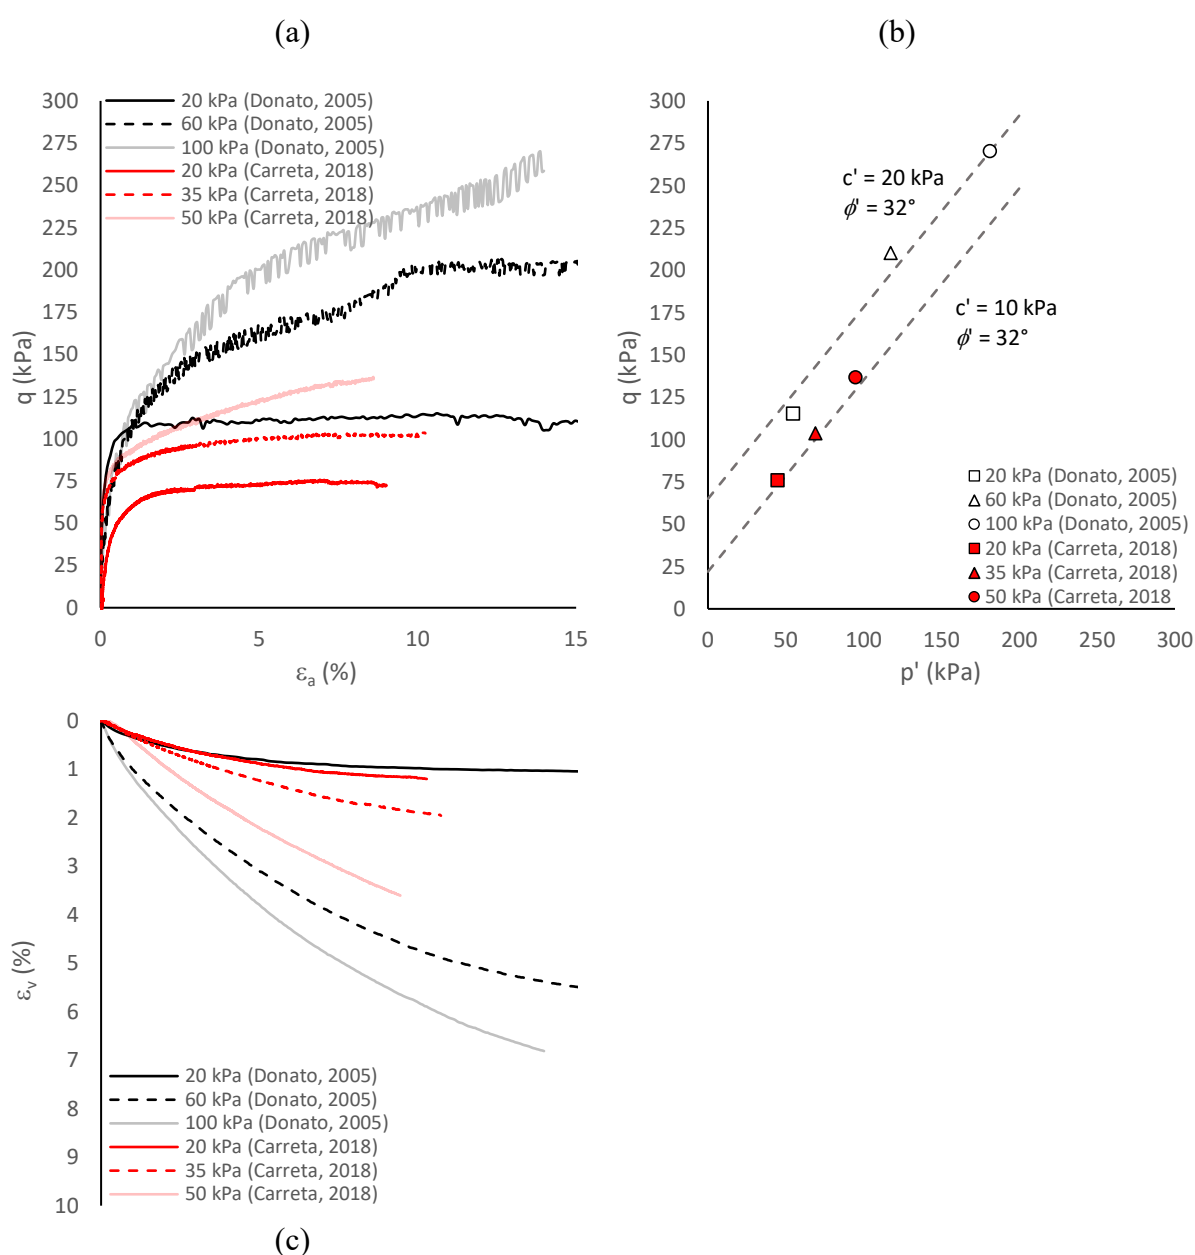 (a)
(b)
20 kPa (Donato, 2005)
60 kPa (Donato, 2005)
100 kPa (Donato, 2005)
20 kPa (Carreta, 2018)
35 kPa (Carreta, 2018)
50 kPa (Carreta, 2018)
300
275
250
225
200
175
150
125
100
75
50
25
0
q (kPa)
0
5
10
15
εa (%)
300
275
250
225
200
175
150
125
100
75
50
25
0
q (kPa)
c' = 20 kPa
ϕ' = 32°
c' = 10 kPa
ϕ' = 32°
20 kPa (Donato, 2005)
60 kPa (Donato, 2005)
100 kPa (Donato, 2005)
20 kPa (Carreta, 2018)
35 kPa (Carreta, 2018)
50 kPa (Carreta, 2018
0 50 100 150 200 250 300
p' (kPa)
0
1
2
3
4
5
6
7
8
9
10
εv (%)
20 kPa (Donato, 2005)
60 kPa (Donato, 2005)
100 kPa (Donato, 2005)
20 kPa (Carreta, 2018)
35 kPa (Carreta, 2018)
50 kPa (Carreta, 2018)
(c)